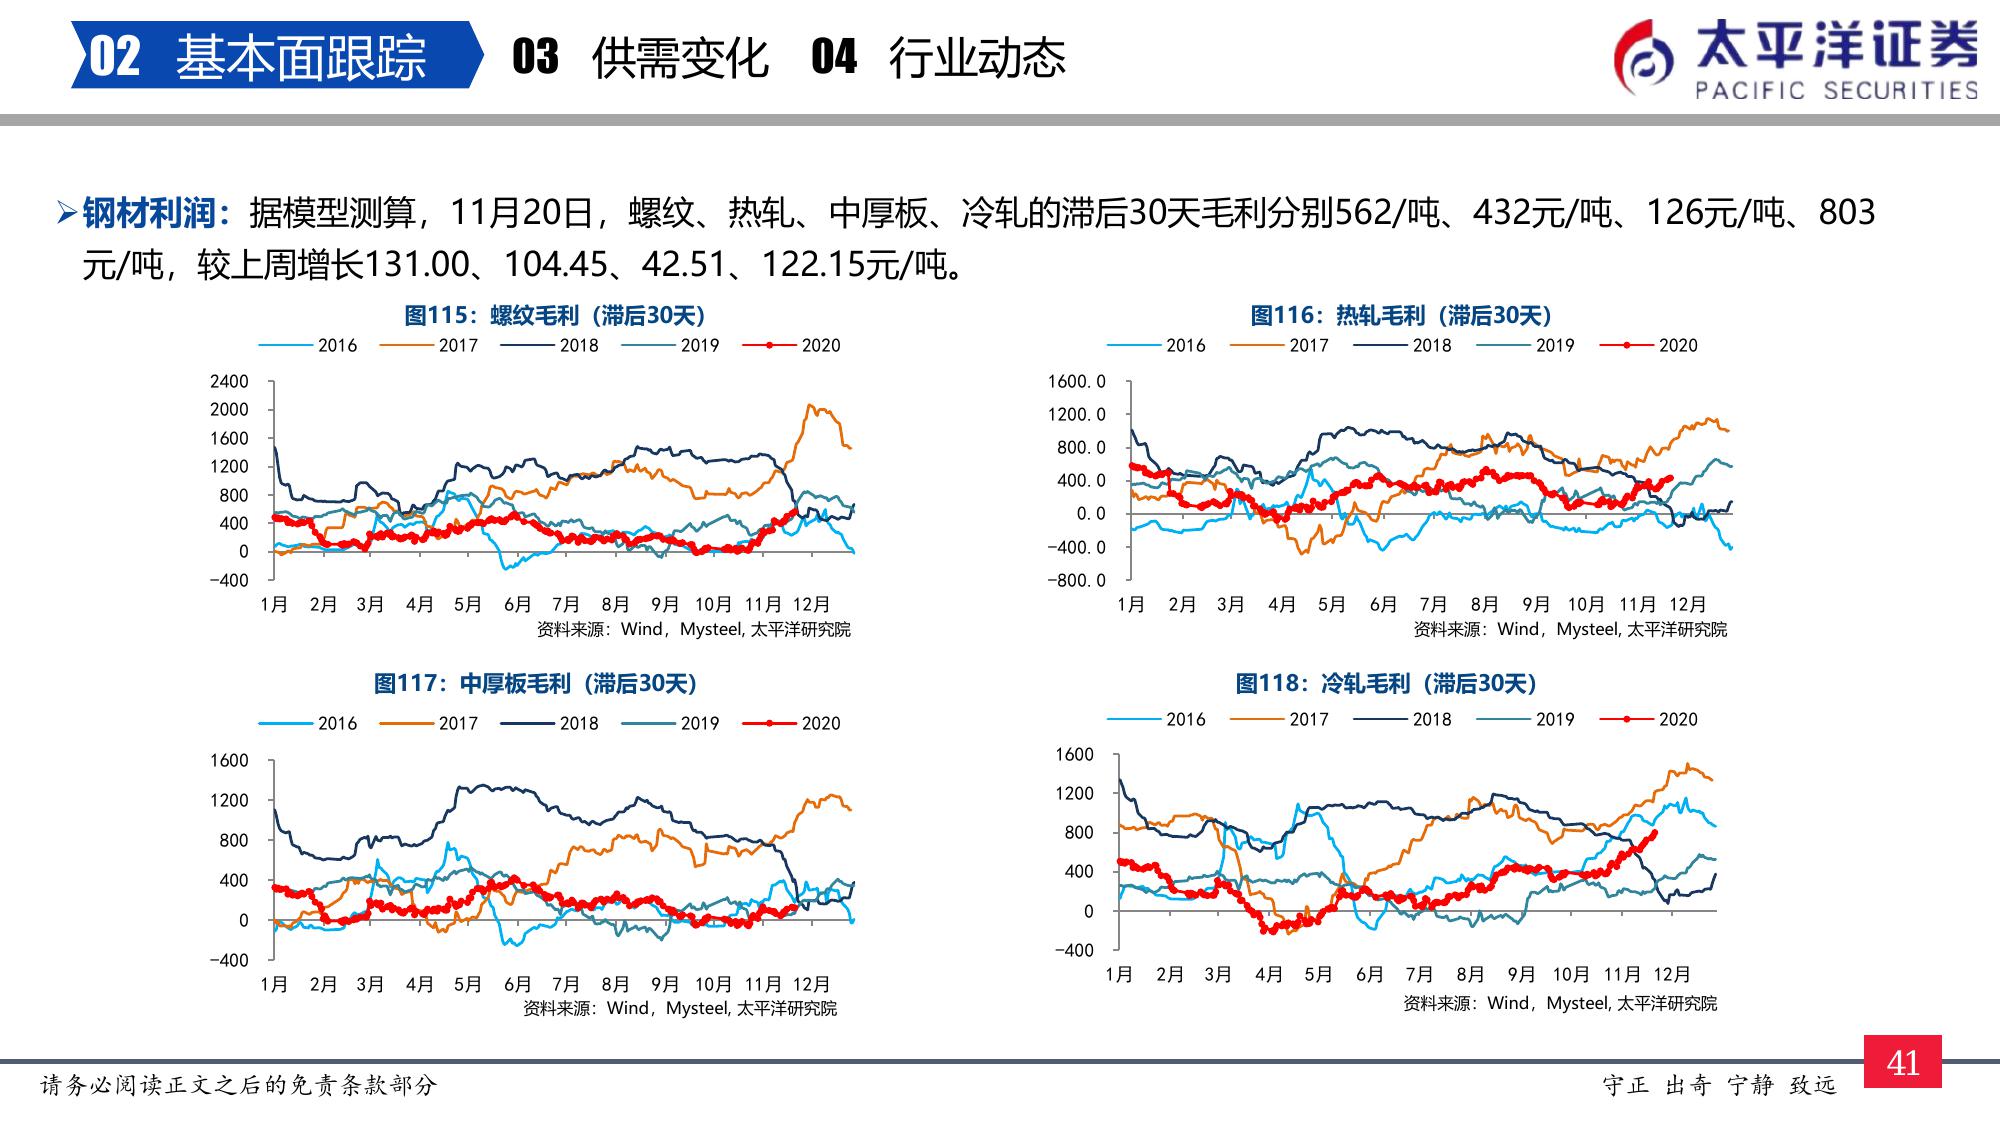 02 基本面跟踪 03 供需变化 04 行业动态
太平洋证券
PACIFIC SECURITIES
➢钢材利润：据模型测算，11月20日，螺纹、热轧、中厚板、冷轧的滞后30天毛利分别562/吨、432元/吨、126元/吨、803
元/吨，较上周增长131.00、104.45、42.51、122.15元/吨。
图115：螺纹毛利（滞后30天）
2016 2017 2018 2019 2020
2400
2000
1600
1200
800
400
0
-400
1月 2月 3月 4月 5月 6月 7月 8月 9月 10月 11月 12月
资料来源：Wind，Mysteel, 太平洋研究院
图116：热轧毛利（滞后30天）
2016 2017 2018 2019 2020
1600.0
1200.0
800.0
400.0
0.0
-400.0
-800.0
1月 2月 3月 4月 5月 6月 7月 8月 9月 10月 11月 12月
资料来源：Wind，Mysteel, 太平洋研究院
图117：中厚板毛利（滞后30天）
2016 2017 2018 2019 2020
1600
1200
800
400
0
-400
1月 2月 3月 4月 5月 6月 7月 8月 9月 10月 11月 12月
资料来源：Wind，Mysteel, 太平洋研究院
图118：冷轧毛利（滞后30天）
2016 2017 2018 2019 2020
1600
1200
800
400
0
-400
1月 2月 3月 4月 5月 6月 7月 8月 9月 10月 11月 12月
资料来源：Wind，Mysteel, 太平洋研究院
请务必阅读正文之后的免责条款部分
守正 出奇 宁静 致远
41